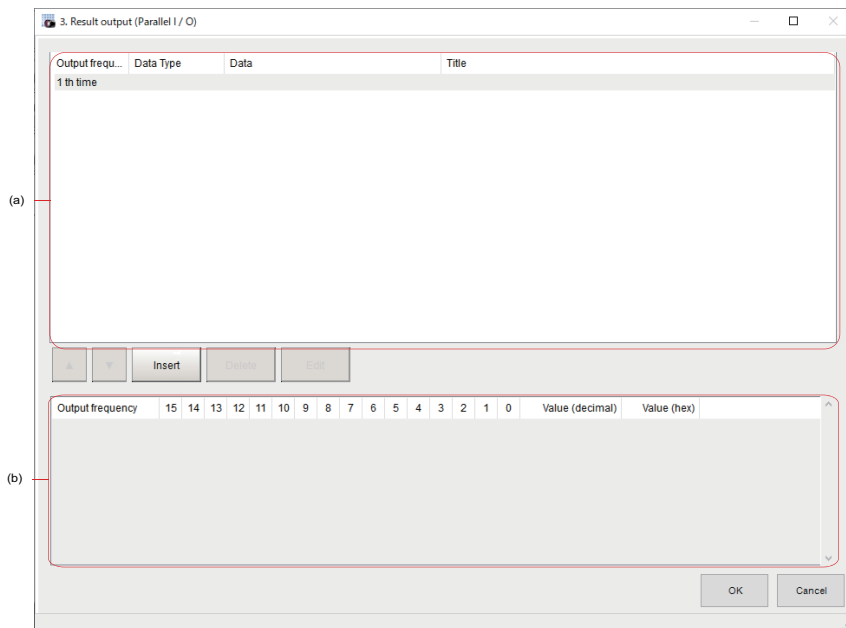 3. Result output (Parallel I / O)
Output frequ... Data Type Data Title
1 th time
(a)
▲ ▼ Insert Delete Edit
Output frequency 15 14 13 12 11 10 9 8 7 6 5 4 3 2 1 0 Value (decimal) Value (hex)
(b)
OK Cancel